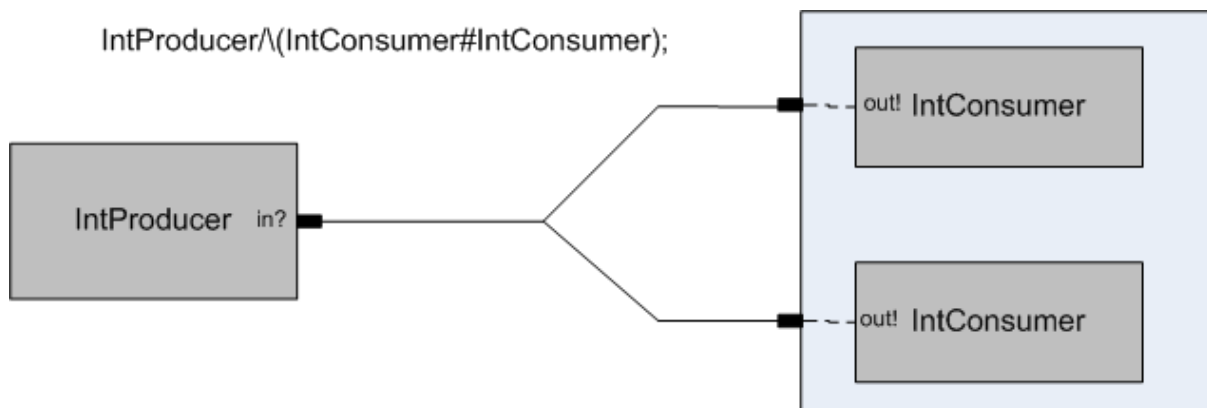 IntProducer/\(IntConsumer#IntConsumer);
out! IntConsumer
IntProducer in?
out! IntConsumer